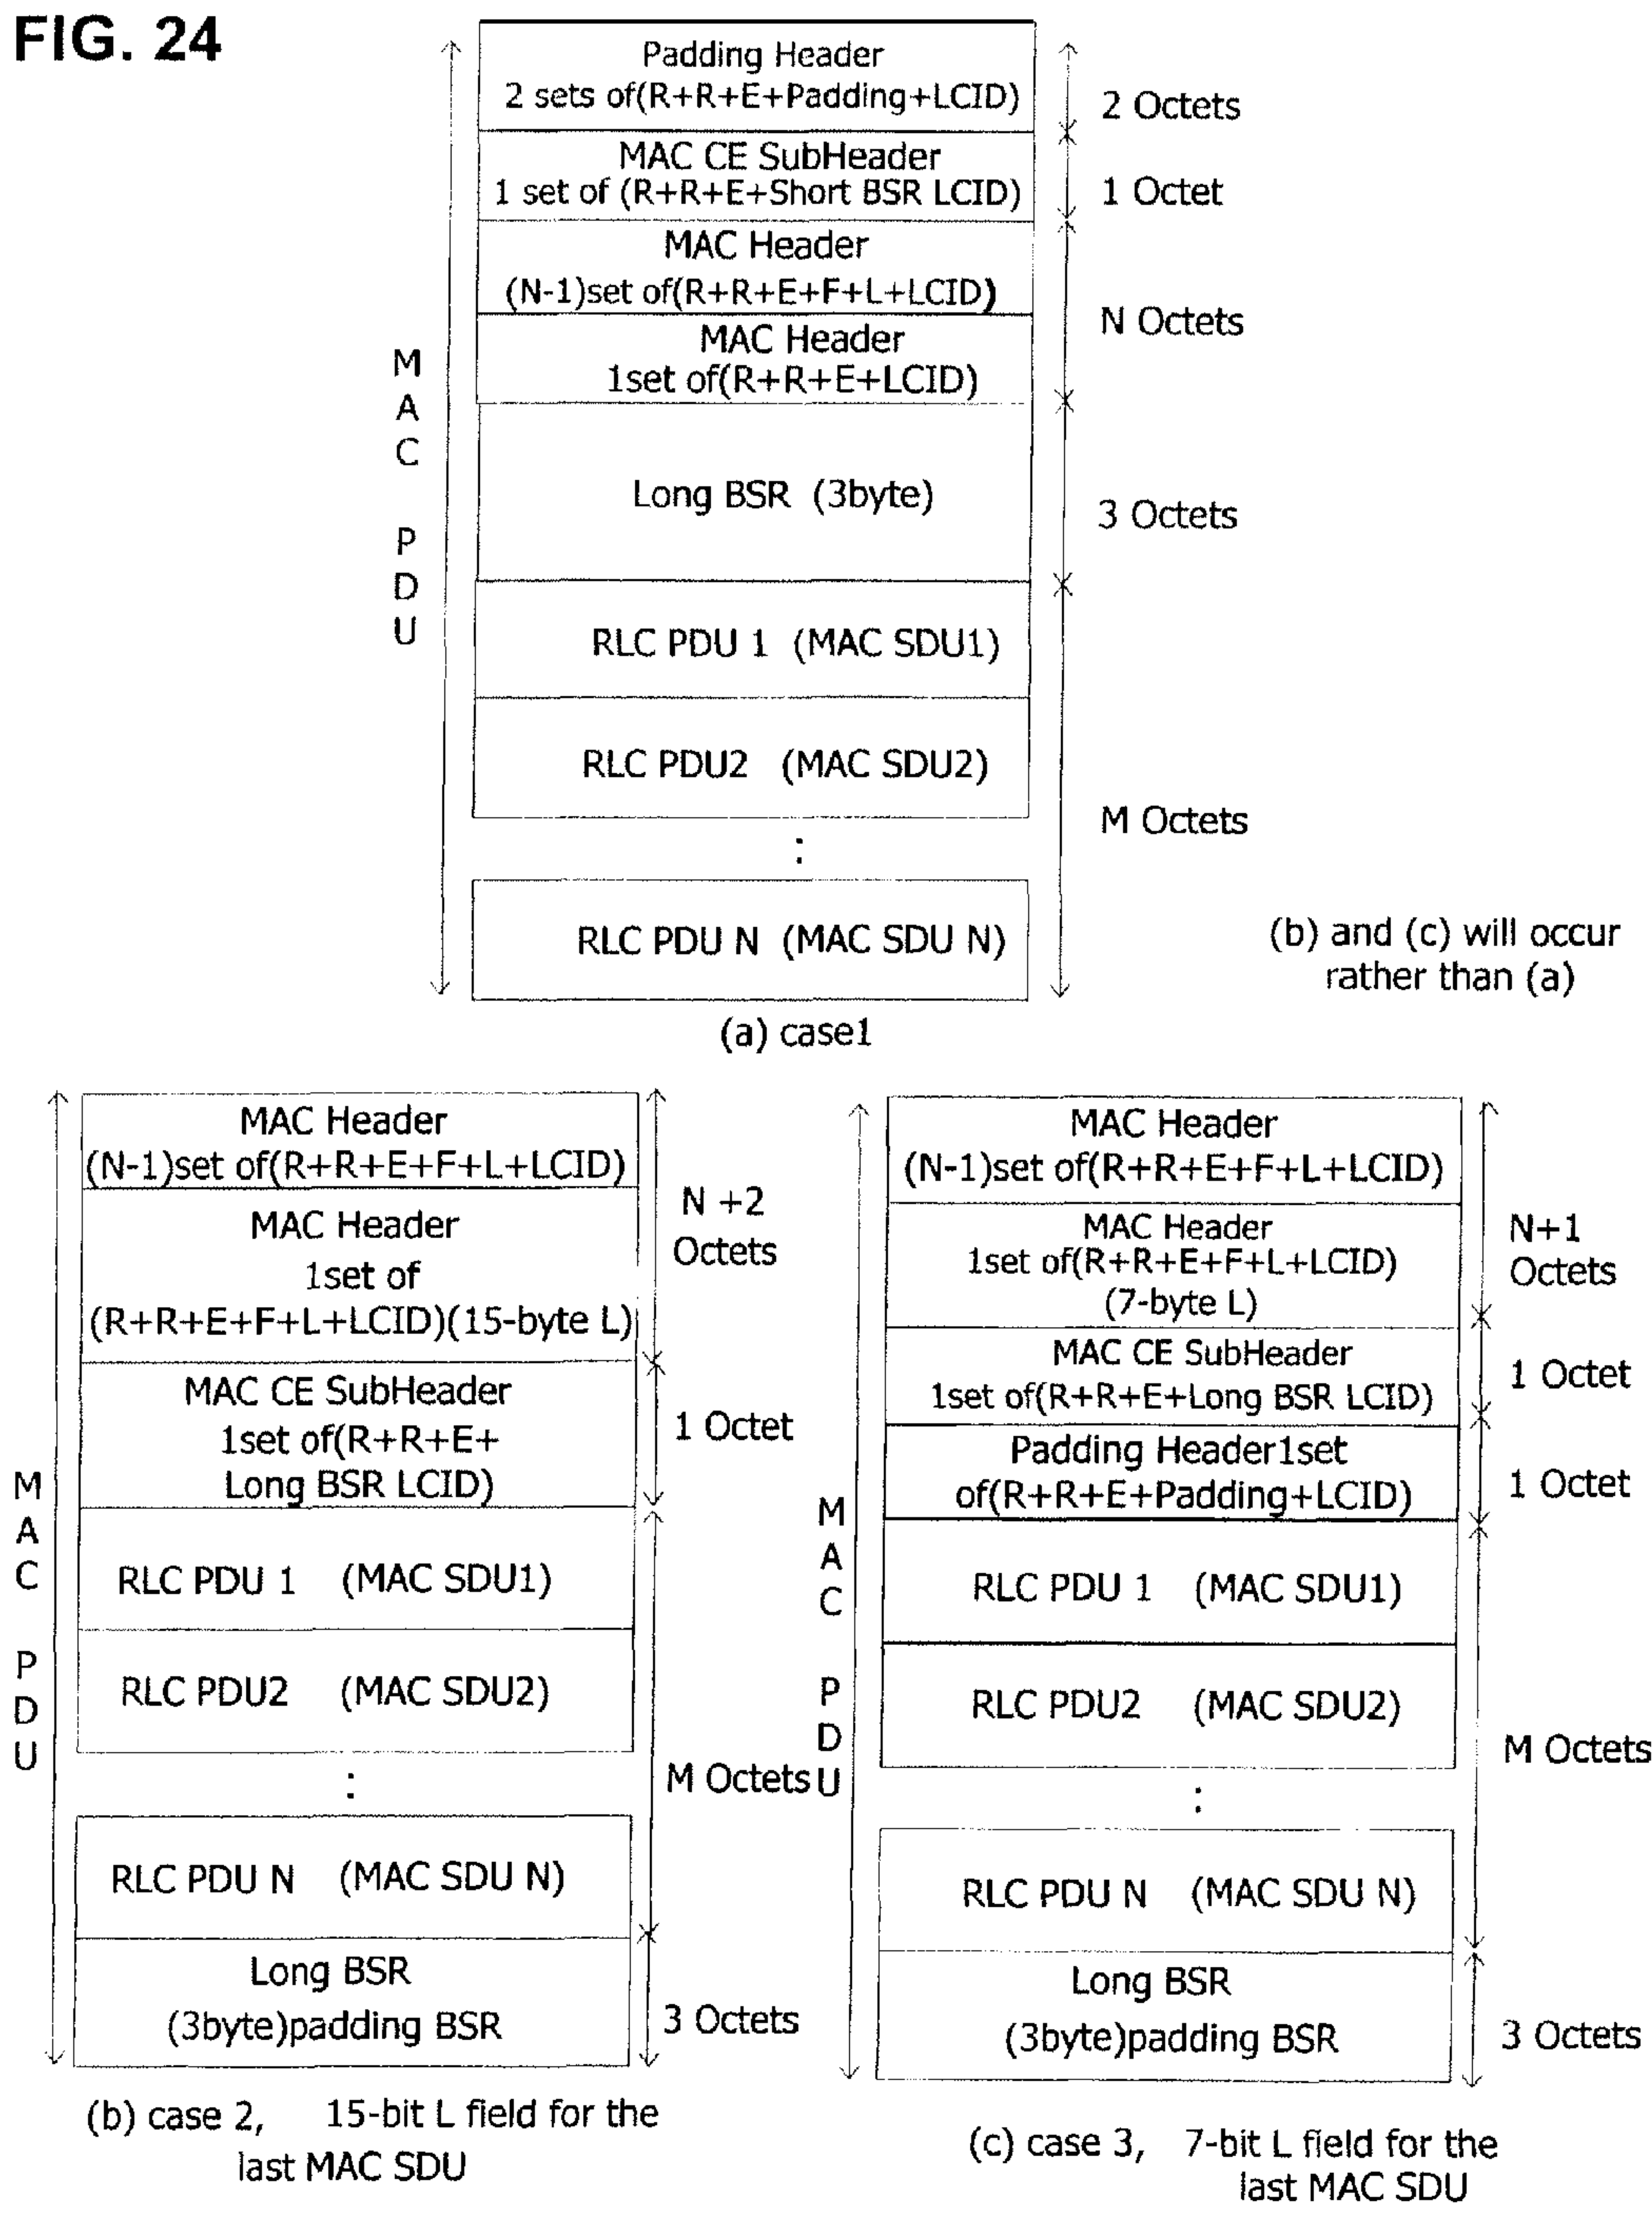 FIG. 24
Padding Header
2 sets of(R+R+E+Padding+LCID)
2 Octets
MAC CE SubHeader
1 set of (R+R+E+Short BSR LCID)
1 Octet
MAC Header
(N-1)set of(R+R+E+F+L+LCID)
MAC Header
1set of(R+R+E+LCID)
N Octets
MAC PDU
Long BSR (3byte)
3 Octets
RLC PDU 1 (MAC SDU1)
RLC PDU2 (MAC SDU2)
:
RLC PDU N (MAC SDU N)
M Octets
(b) and (c) will occur
rather than (a)
(a) case1
MAC Header
(N-1)set of(R+R+E+F+L+LCID)
MAC Header
1set of
(R+R+E+F+L+LCID)(15-byte L)
N +2
Octets
MAC CE SubHeader
1set of(R+R+E+
Long BSR LCID)
1 Octet
MAC PDU
RLC PDU 1 (MAC SDU1)
RLC PDU2 (MAC SDU2)
:
RLC PDU N (MAC SDU N)
M Octets
Long BSR
(3byte)padding BSR
3 Octets
(b) case 2, 15-bit L field for the
last MAC SDU
MAC Header
(N-1)set of(R+R+E+F+L+LCID)
MAC Header
1set of(R+R+E+F+L+LCID)
(7-byte L)
N+1
Octets
MAC CE SubHeader
1set of(R+R+E+Long BSR LCID)
1 Octet
Padding Header1set
of(R+R+E+Padding+LCID)
1 Octet
MAC PDU
RLC PDU 1 (MAC SDU1)
RLC PDU2 (MAC SDU2)
:
RLC PDU N (MAC SDU N)
M Octets
Long BSR
(3byte)padding BSR
3 Octets
(c) case 3, 7-bit L field for the
last MAC SDU